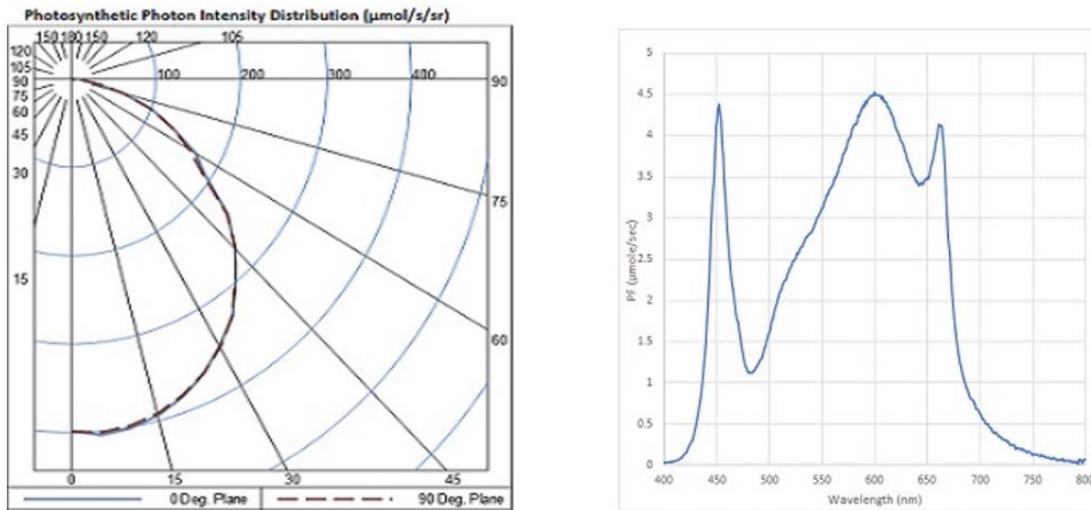 Photosynthetic Photon Intensity Distribution (µmol/s/sr)
150 180 150 120 105
120
105
90
75
60
45
30
15
100 200 300 400
90
75
60
0 15 30 45
0 Deg. Plane 90 Deg. Plane
5
4.5
4
3.5
3
2.5
2
1.5
1
0.5
0
PF (µmole/sec)
400 450 500 550 600 650 700 750 800
Wavelength (nm)